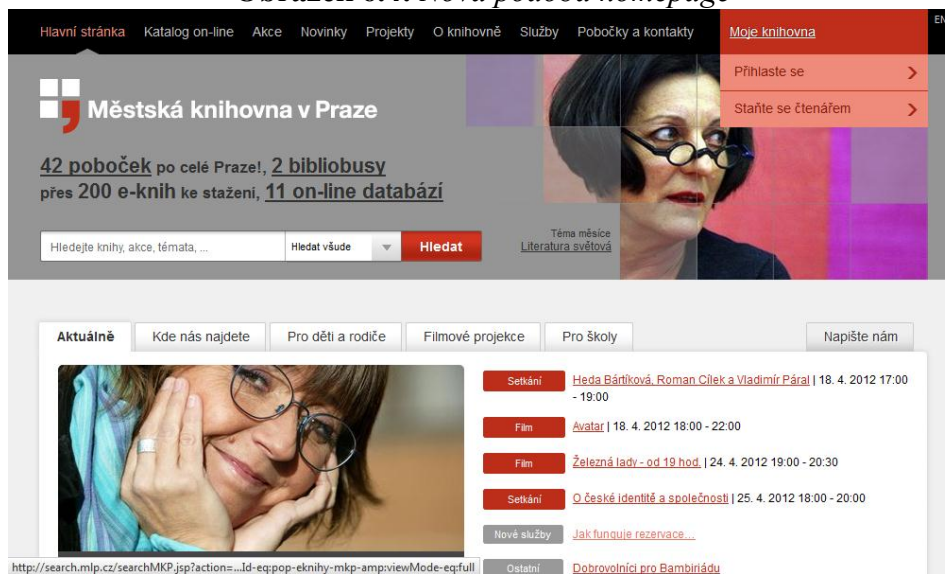 Obrázek 6.4. Nová podoba homepage
Hlavní stránka Katalog on-line Akce Novinky Projekty O knihovně Služby Pobočky a kontakty Moje knihovna EN
Přihlaste se
Staňte se čtenářem
Městská knihovna v Praze
42 poboček po celé Praze!, 2 bibliobusy
přes 200 e-knih ke stažení, 11 on-line databází
Hledejte knihy, akce, témata, ... Hledat všude Hledat
Téma měsíce
Literatura světová
Aktuálně Kde nás najdete Pro děti a rodiče Filmové projekce Pro školy Napište nám
Setkání Heda Bártíková, Roman Cílek a Vladimír Páral | 18. 4. 2012 17:00
- 19:00
Film Avatar | 18. 4. 2012 18:00 - 22:00
Film Železná lady - od 19 hod. | 24. 4. 2012 19:00 - 20:30
Setkání O české identitě a společnosti | 25. 4. 2012 18:00 - 20:00
Nové služby Jak funguje rezervace...
Ostatní Dobrovolníci pro Bambiriádu
http://search.mlp.cz/searchMKP.jsp?action=...Id-eq:pop-eknihy-mkp-amp:viewMode-eq:full